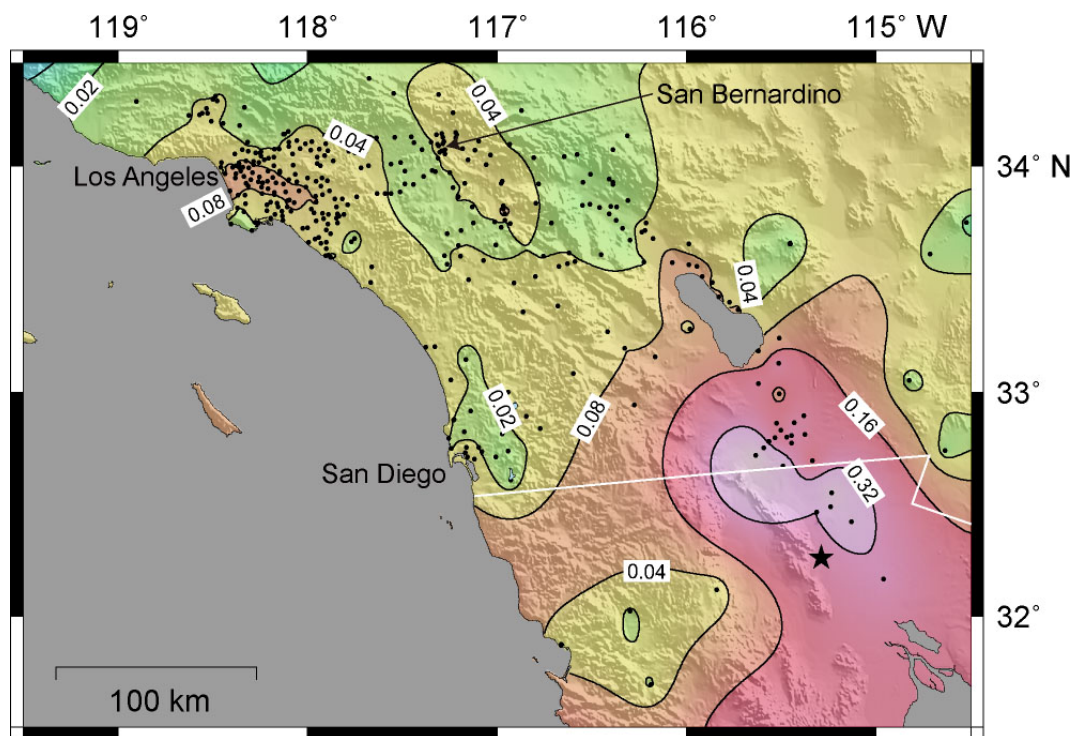 119° 118° 117° 116° 115° W
0.02
0.04
San Bernardino
0.04
34° N
Los Angeles
0.08
0.04
33°
0.02
0.08
0.16
San Diego
0.32
0.04
32°
100 km